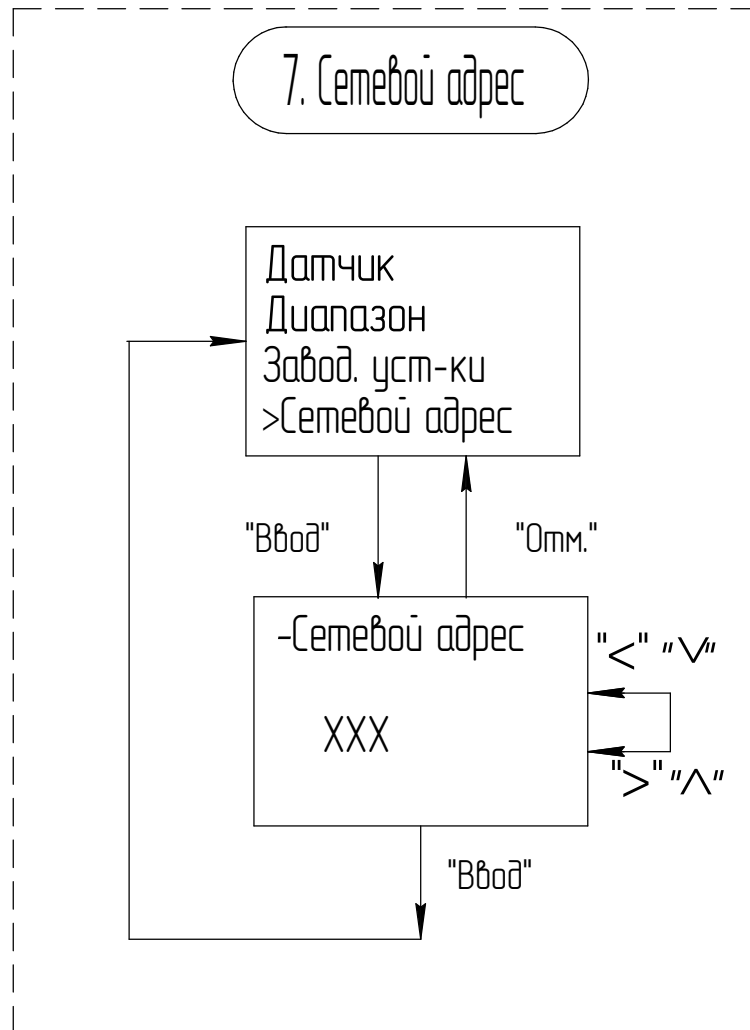 7. Сетевой адрес
Датчик
Диапазон
Завод. уст-ки
>Сетевой адрес
"Ввод" "Отм."
-Сетевой адрес
"<" "V"
XXX
">" "Λ"
"Ввод"